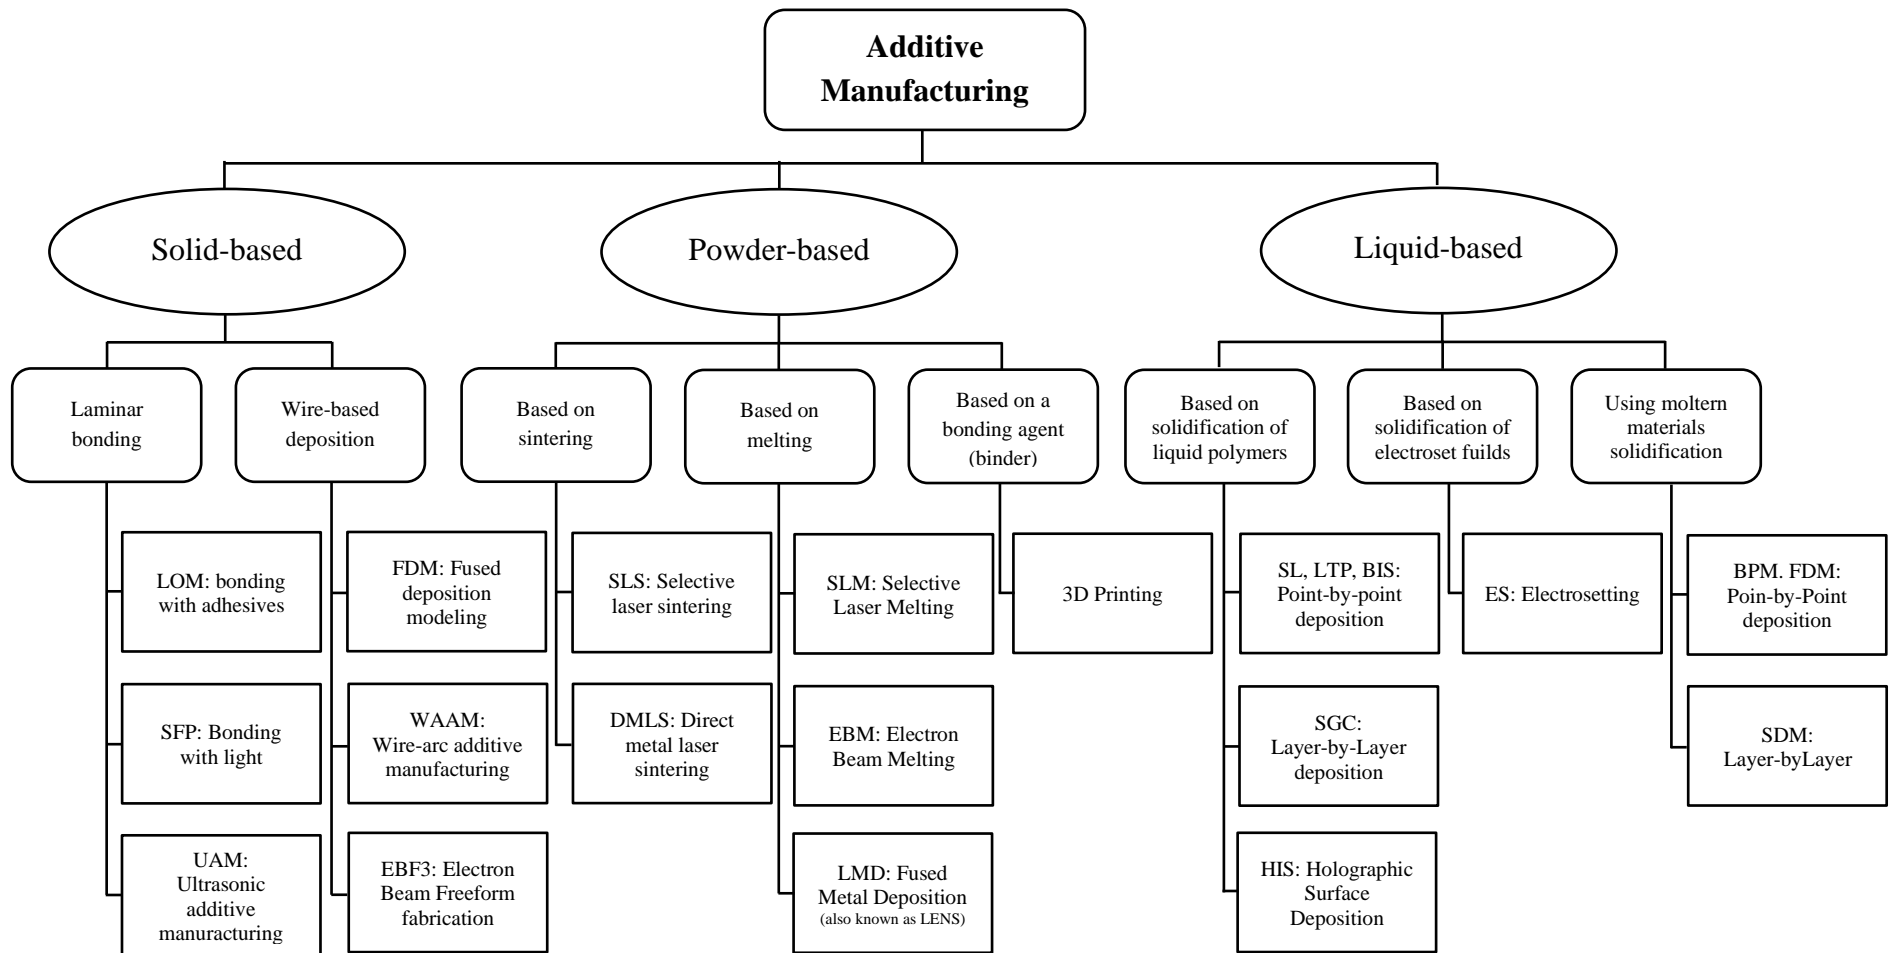 Additive
Manufacturing
Solid-based
Powder-based
Liquid-based
Laminar
bonding
Wire-based
deposition
Based on
sintering
Based on
melting
Based on a
bonding agent
(binder)
Based on
solidification of
liquid polymers
Based on
solidification of
electroset fuilds
Using moltern
materials
solidification
LOM: bonding
with adhesives
FDM: Fused
deposition
modeling
SLS: Selective
laser sintering
SLM: Selective
Laser Melting
3D Printing
SL, LTP, BIS:
Point-by-point
deposition
ES: Electrosetting
BPM. FDM:
Poin-by-Point
deposition
SFP: Bonding
with light
WAAM:
Wire-arc additive
manufacturing
DMLS: Direct
metal laser
sintering
EBM: Electron
Beam Melting
SGC:
Layer-by-Layer
deposition
SDM:
Layer-byLayer
UAM:
Ultrasonic
additive
manuracturing
EBF3: Electron
Beam Freeform
fabrication
LMD: Fused
Metal Deposition
(also known as LENS)
HIS: Holographic
Surface
Deposition